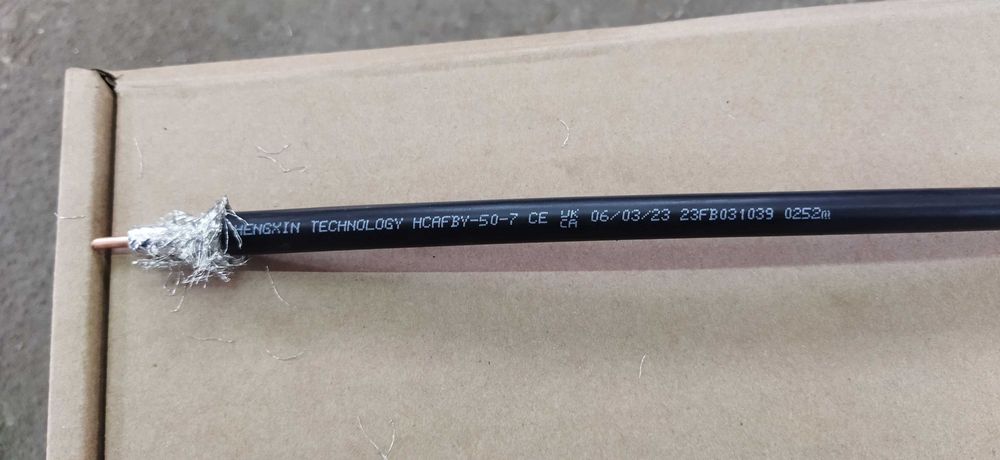 HENGXIN TECHNOLOGY HCAFBY-50-7 CE UK CA 06/03/23 23FB031039 0252m